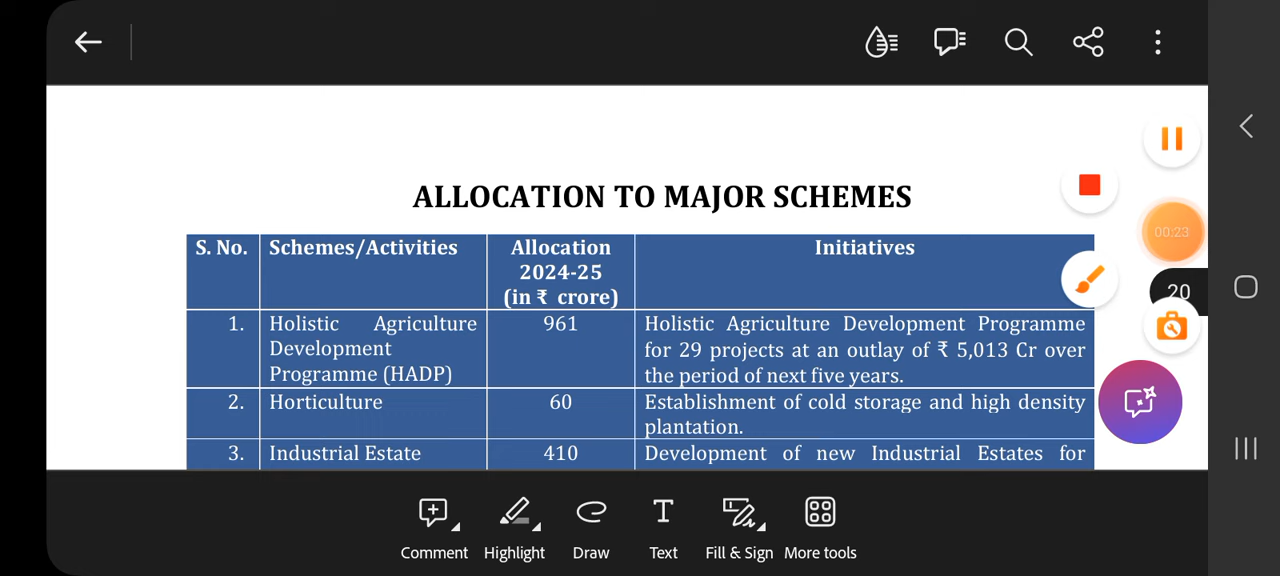 ALLOCATION TO MAJOR SCHEMES
S. No. Schemes/Activities Allocation 2024-25 (in ₹ crore) Initiatives
1. Holistic Agriculture Development Programme (HADP) 961 Holistic Agriculture Development Programme for 29 projects at an outlay of ₹ 5,013 Cr over the period of next five years.
2. Horticulture 60 Establishment of cold storage and high density plantation.
3. Industrial Estate 410 Development of new Industrial Estates for
00:23
20
Comment Highlight Draw Text Fill & Sign More tools